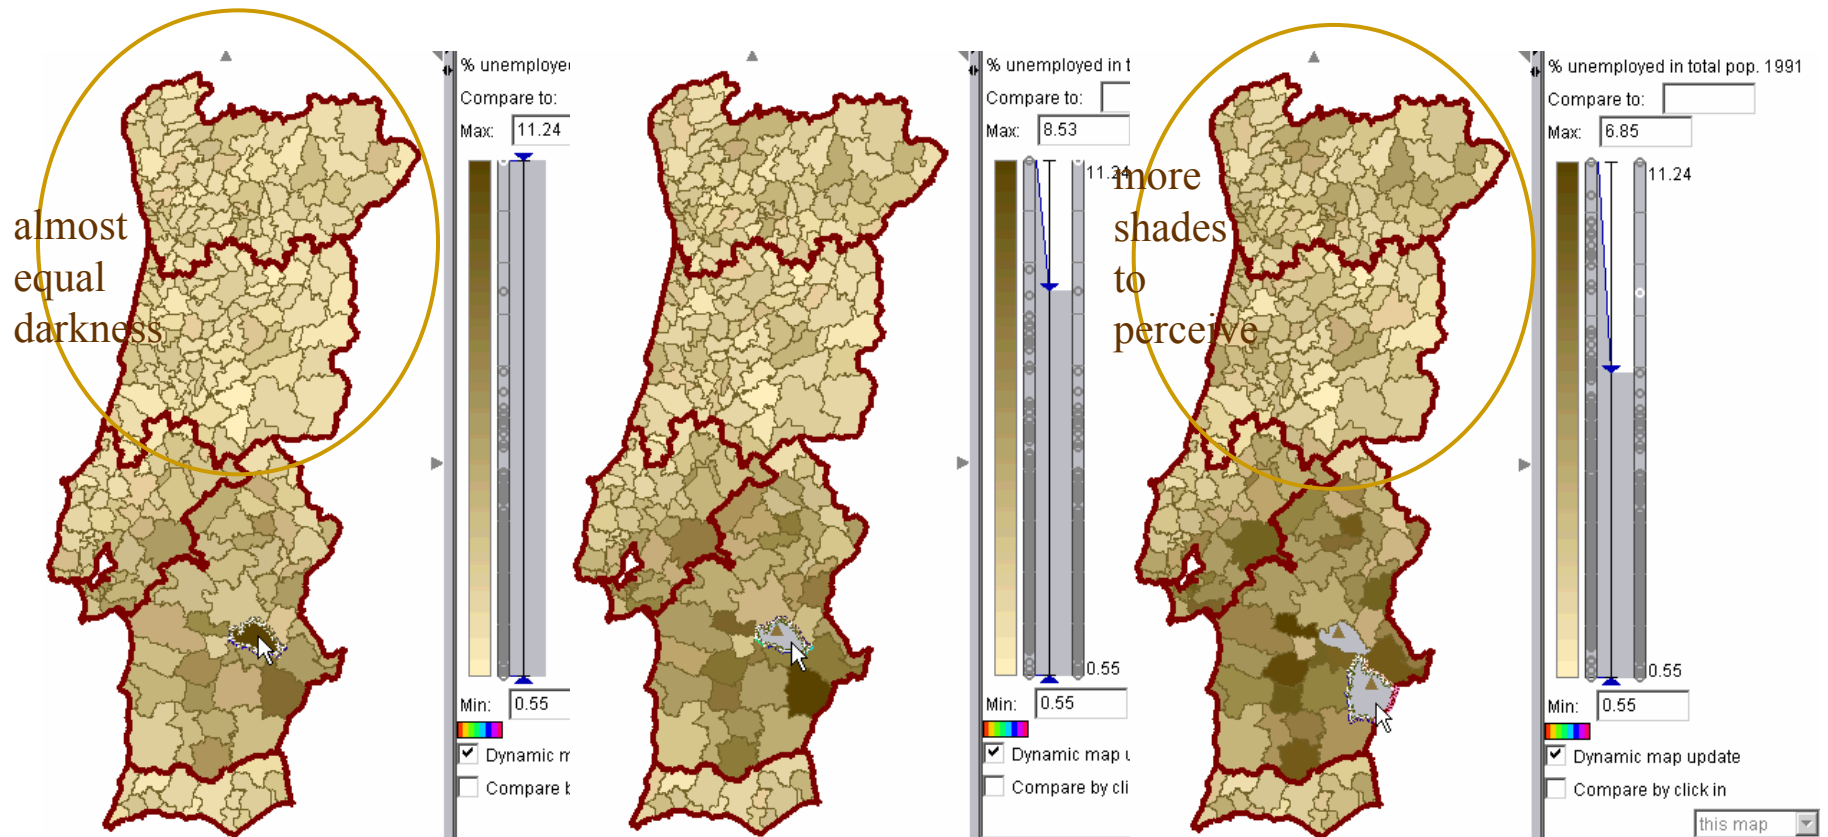 almost
equal
darkness
% unemploye
Compare to:
Max: 11.24
Min: 0.55
Dynamic m
Compare b
% unemployed in t
Compare to:
Max: 8.53
11.24
0.55
Min: 0.55
Dynamic map u
Compare by cli
more
shades
to
perceive
% unemployed in total pop. 1991
Compare to:
Max: 6.85
11.24
0.55
Min: 0.55
Dynamic map update
Compare by click in
this map